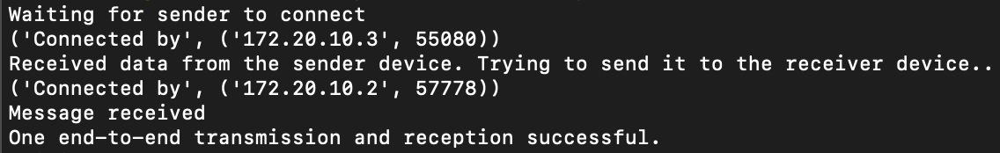 Waiting for sender to connect
('Connected by', ('172.20.10.3', 55080))
Received data from the sender device. Trying to send it to the receiver device..
('Connected by', ('172.20.10.2', 57778))
Message received
One end-to-end transmission and reception successful.